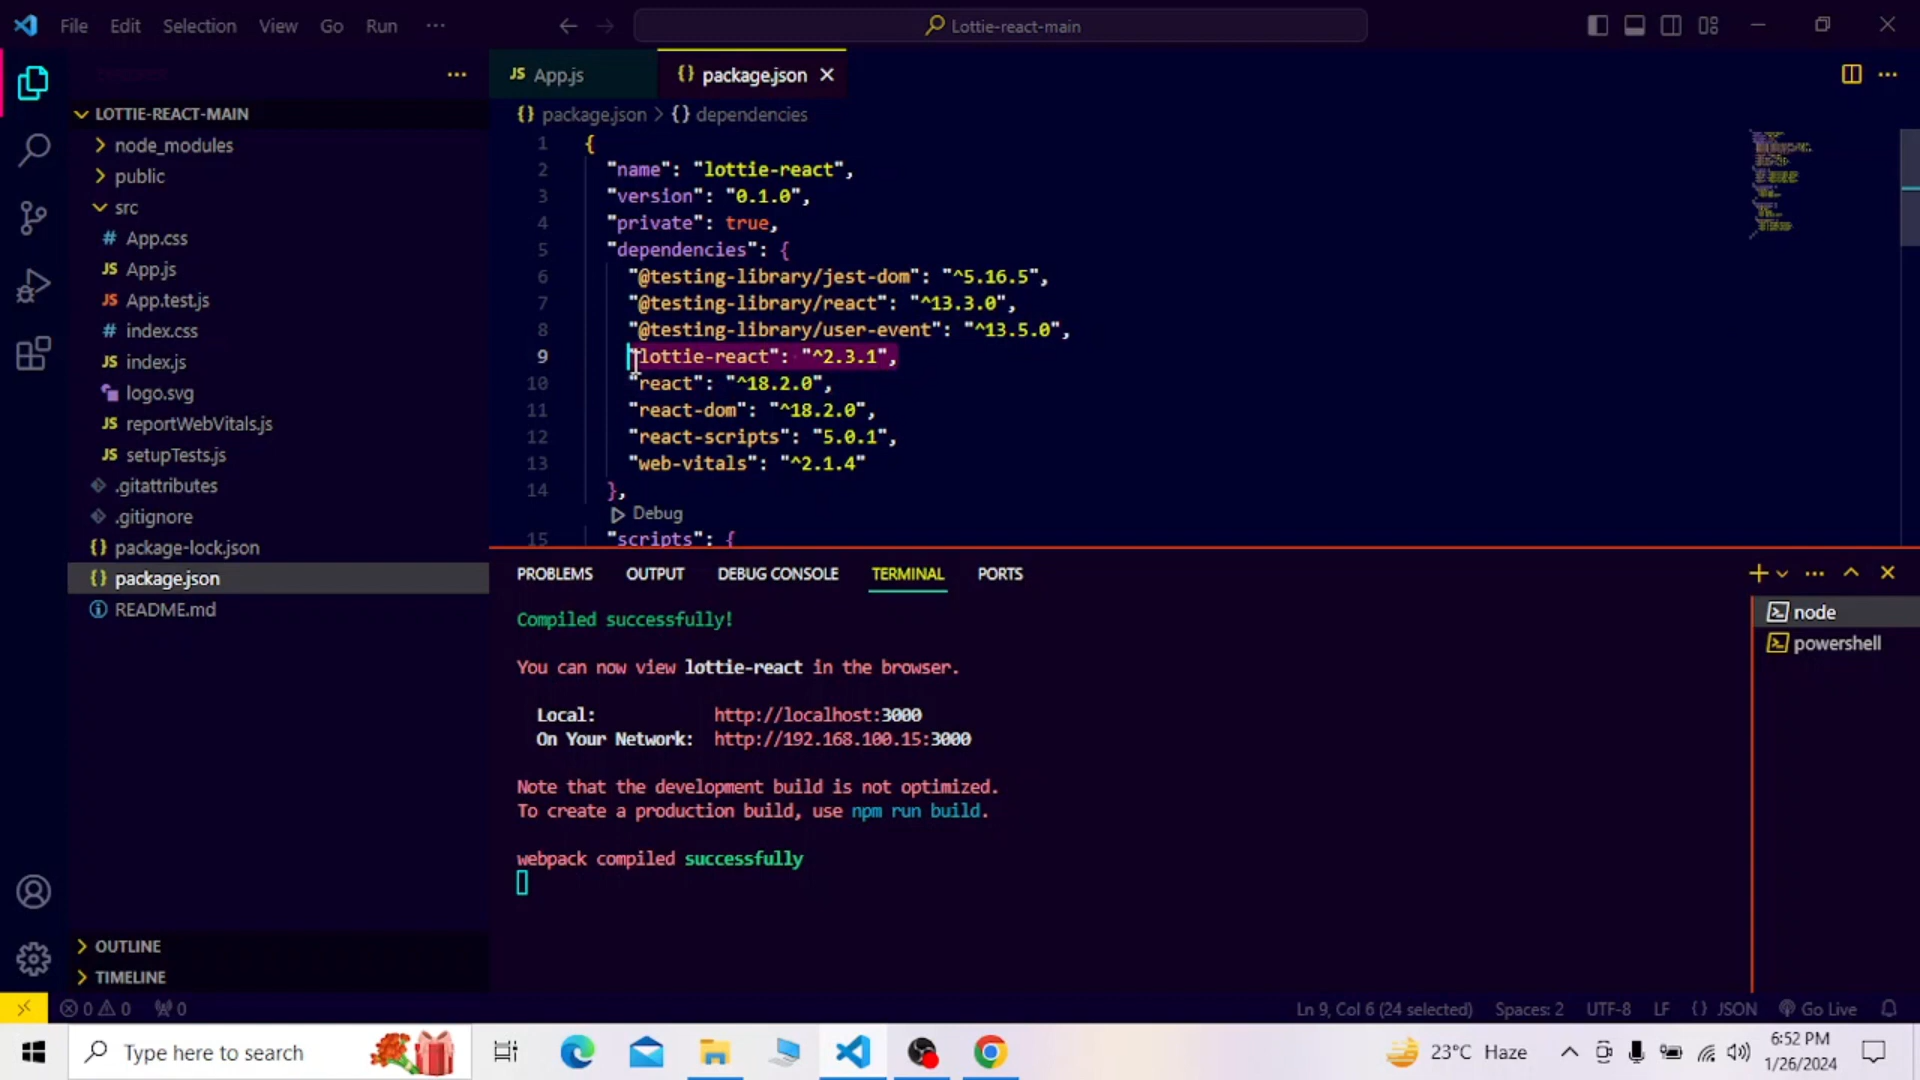 File Edit Selection View Go Run ···
Lottie-react-main
LOTTIE-REACT-MAIN
node_modules
public
src
# App.css
JS App.js
JS App.test.js
# index.css
JS index.js
logo.svg
JS reportWebVitals.js
JS setupTests.js
.gitattributes
.gitignore
{} package-lock.json
{} package.json
README.md
OUTLINE
TIMELINE
JS App.js {} package.json
{} package.json > {} dependencies
1 {
2 "name": "lottie-react",
3 "version": "0.1.0",
4 "private": true,
5 "dependencies": {
6 "@testing-library/jest-dom": "^5.16.5",
7 "@testing-library/react": "^13.3.0",
8 "@testing-library/user-event": "^13.5.0",
9 "lottie-react": "^2.3.1",
10 "react": "^18.2.0",
11 "react-dom": "^18.2.0",
12 "react-scripts": "5.0.1",
13 "web-vitals": "^2.1.4"
14 },
Debug
15 "scripts": {
PROBLEMS OUTPUT DEBUG CONSOLE TERMINAL PORTS
Compiled successfully!
You can now view lottie-react in the browser.
Local: http://localhost:3000
On Your Network: http://192.168.100.15:3000
Note that the development build is not optimized.
To create a production build, use npm run build.
webpack compiled successfully
node
powershell
0 0 0
Ln 9, Col 6 (24 selected) Spaces: 2 UTF-8 LF {} JSON Go Live
Type here to search
23°C Haze
6:52 PM
1/26/2024